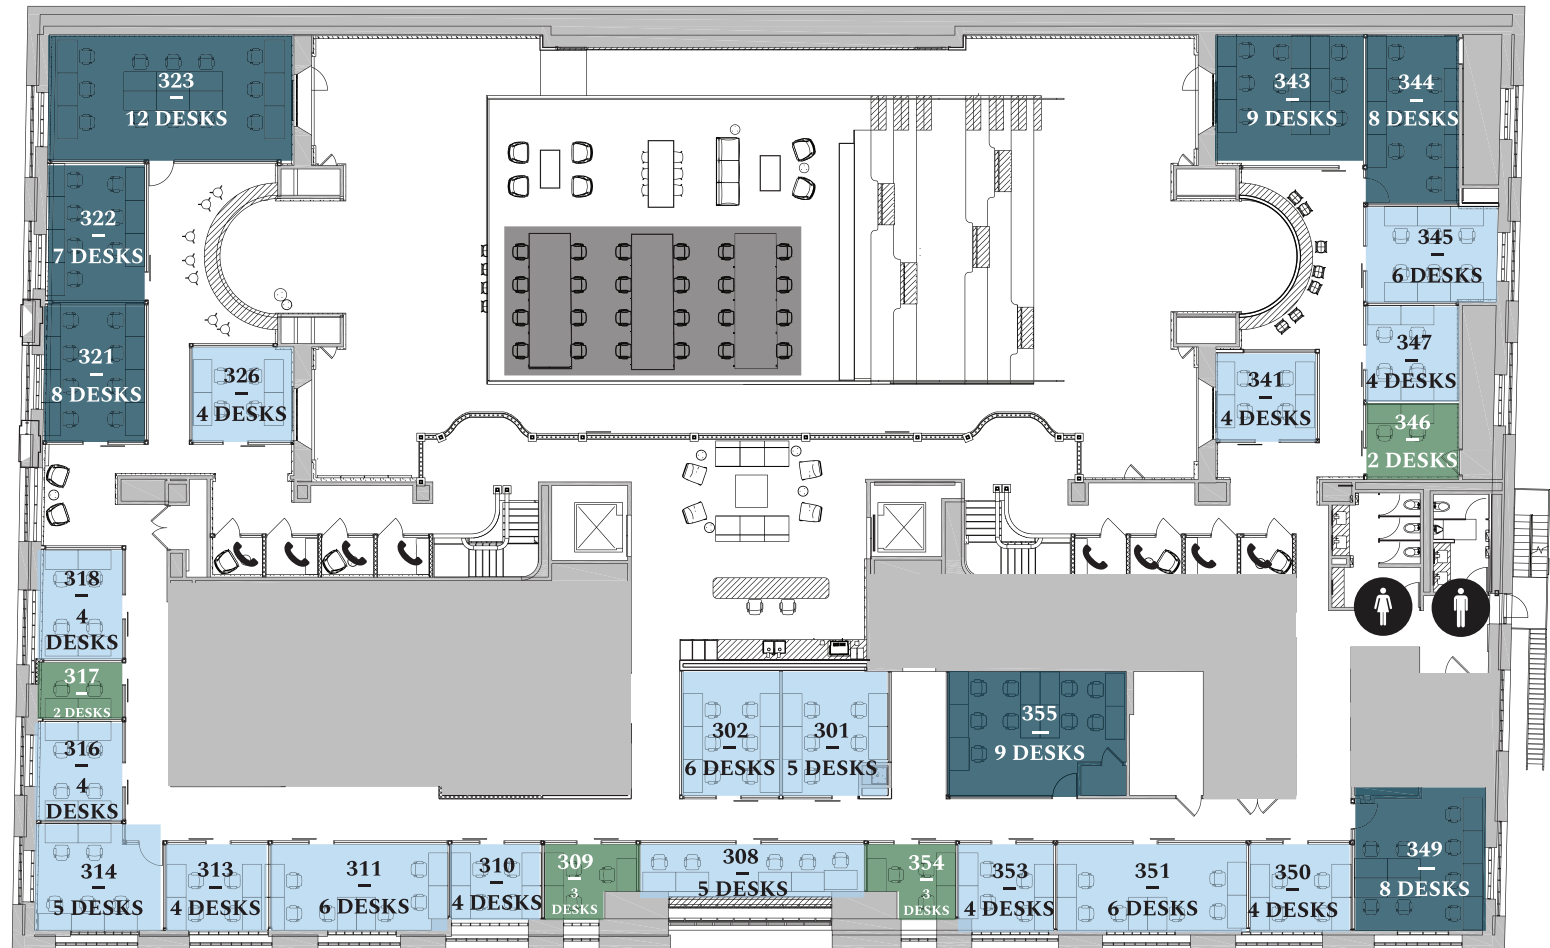 323
12 DESKS
343
9 DESKS
344
8 DESKS
322
7 DESKS
345
6 DESKS
321
8 DESKS
326
4 DESKS
341
4 DESKS
347
4 DESKS
346
2 DESKS
318
4
DESKS
317
2 DESKS
316
4
DESKS
302
6 DESKS
301
5 DESKS
355
9 DESKS
314
5 DESKS
313
4 DESKS
311
6 DESKS
310
4 DESKS
309
3
DESKS
308
5 DESKS
354
3
DESKS
353
4 DESKS
351
6 DESKS
350
4 DESKS
349
8 DESKS